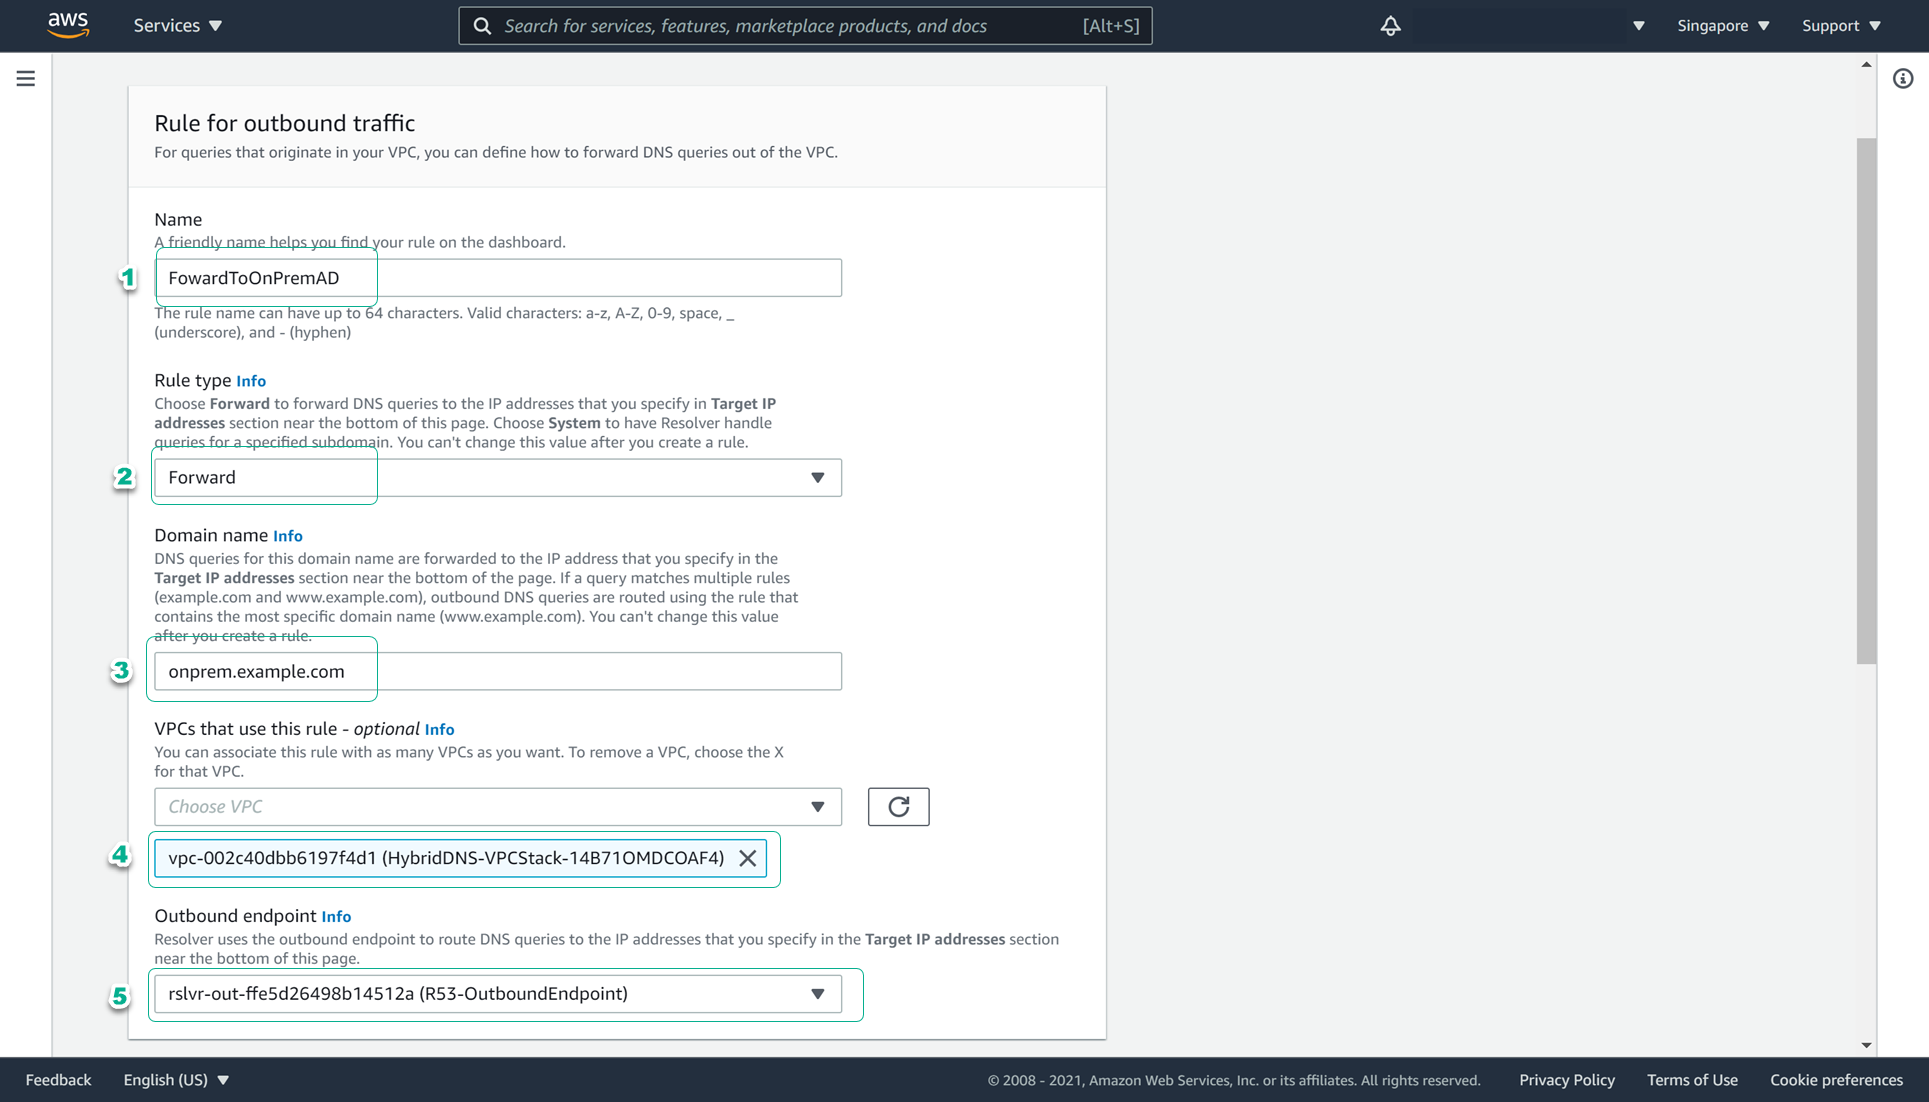 aws
Services
Search for services, features, marketplace products, and docs
[Alt+S]
Singapore
Support
Rule for outbound traffic
For queries that originate in your VPC, you can define how to forward DNS queries out of the VPC.
Name
A friendly name helps you find your rule on the dashboard.
1
FowardToOnPremAD
The rule name can have up to 64 characters. Valid characters: a-z, A-Z, 0-9, space, _
(underscore), and - (hyphen)
Rule type Info
Choose Forward to forward DNS queries to the IP addresses that you specify in Target IP
addresses section near the bottom of this page. Choose System to have Resolver handle
queries for a specified subdomain. You can't change this value after you create a rule.
2
Forward
Domain name Info
DNS queries for this domain name are forwarded to the IP address that you specify in the
Target IP addresses section near the bottom of the page. If a query matches multiple rules
(example.com and www.example.com), outbound DNS queries are routed using the rule that
contains the most specific domain name (www.example.com). You can't change this value
after you create a rule.
3
onprem.example.com
VPCs that use this rule - optional Info
You can associate this rule with as many VPCs as you want. To remove a VPC, choose the X
for that VPC.
Choose VPC
4
vpc-002c40dbb6197f4d1 (HybridDNS-VPCStack-14B71OMDCOAF4)
Outbound endpoint Info
Resolver uses the outbound endpoint to route DNS queries to the IP addresses that you specify in the Target IP addresses section
near the bottom of this page.
5
rslvr-out-ffe5d26498b14512a (R53-OutboundEndpoint)
Feedback
English (US)
© 2008 - 2021, Amazon Web Services, Inc. or its affiliates. All rights reserved.
Privacy Policy
Terms of Use
Cookie preferences